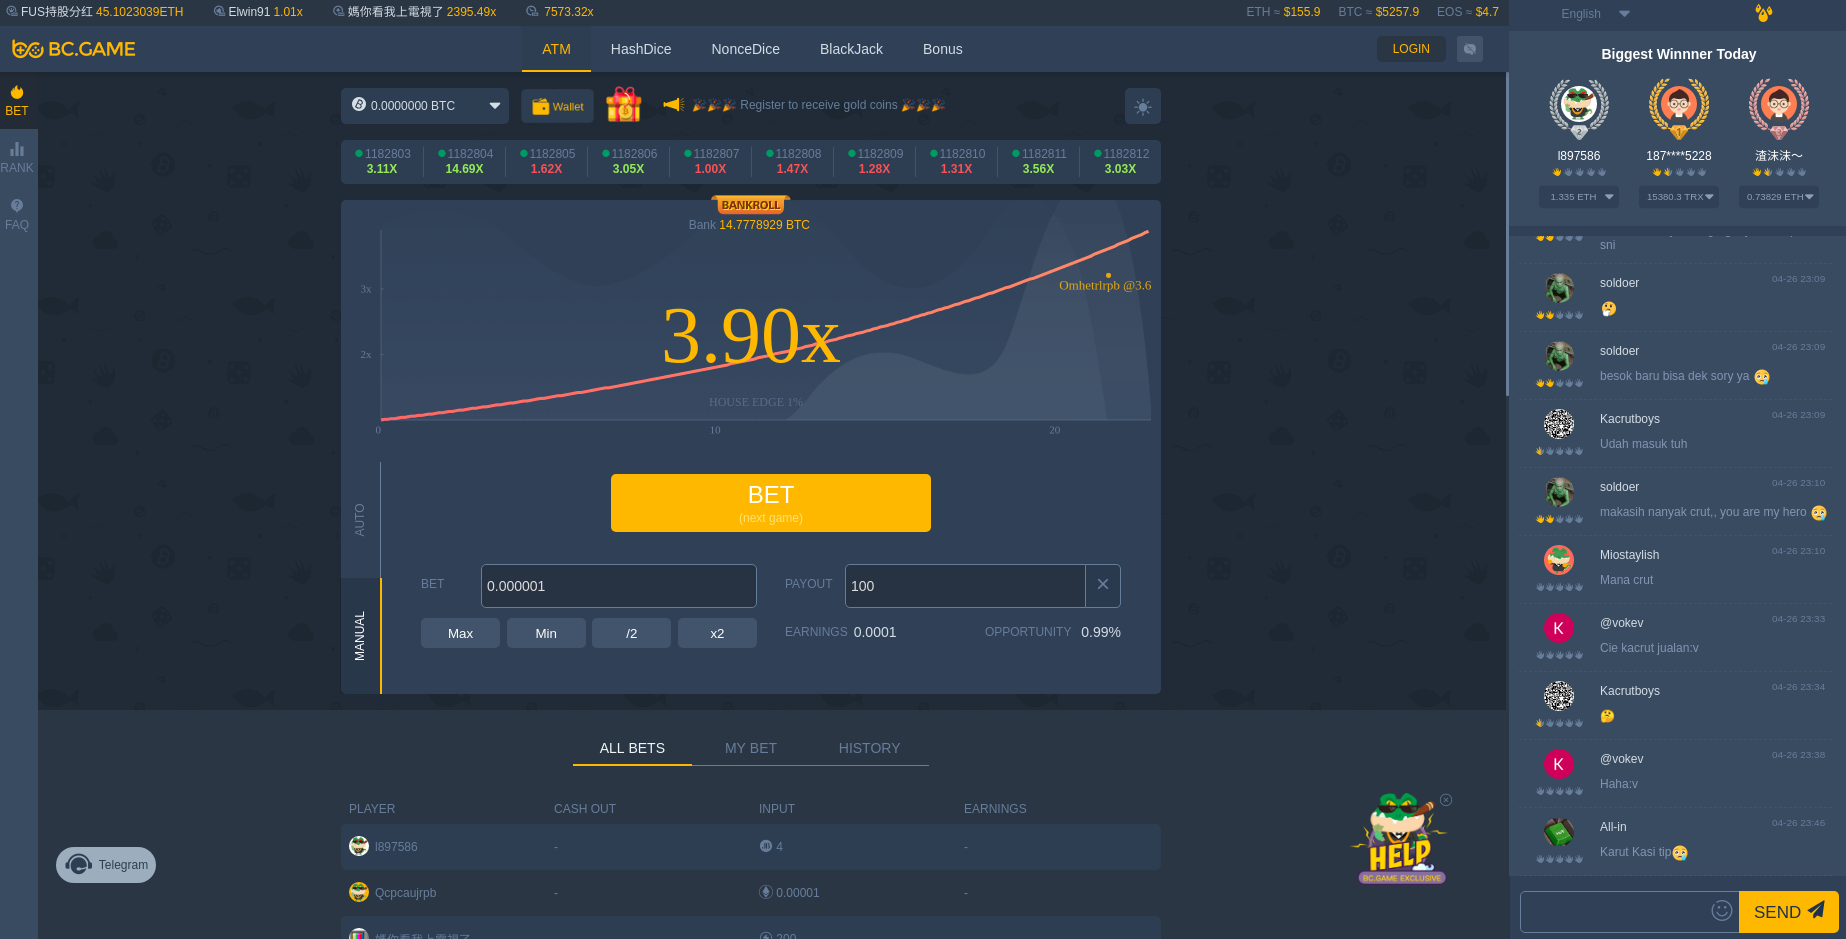 FUS持股分红 45.1023039ETH Elwin91 1.01x 媽你看我上電視了 2395.49x 7573.32x ETH ≈ $155.9 BTC ≈ $5257.9 EOS ≈ $4.7
English
BC.GAME
ATM HashDice NonceDice BlackJack Bonus
LOGIN
Biggest Winnner Today
2 1 0
l897586 187****5228 渣沫沫～
1.335 ETH 15380.3 TRX 0.73829 ETH
BET
RANK
FAQ
0.0000000 BTC Wallet Register to receive gold coins
1182803 1182804 1182805 1182806 1182807 1182808 1182809 1182810 1182811 1182812
3.11X 14.69X 1.62X 3.05X 1.00X 1.47X 1.28X 1.31X 3.56X 3.03X
BANKROLL
Bank 14.7778929 BTC
3x
2x
Omhetrlrpb @3.6
3.90x
HOUSE EDGE 1%
0 10 20
AUTO
MANUAL
BET
(next game)
BET 0.000001
PAYOUT 100
Max Min /2 x2
EARNINGS 0.0001 OPPORTUNITY 0.99%
ALL BETS MY BET HISTORY
PLAYER CASH OUT INPUT EARNINGS
l897586 - 4 -
Qcpcaujrpb - 0.00001 -
媽你看我上電視了 200
Telegram
HELP
BC.GAME EXCLUSIVE
sni
soldoer 04-26 23:09
soldoer 04-26 23:09
besok baru bisa dek sory ya
Kacrutboys 04-26 23:09
Udah masuk tuh
soldoer 04-26 23:10
makasih nanyak crut,, you are my hero
Miostaylish 04-26 23:10
Mana crut
K
@vokev 04-26 23:33
Cie kacrut jualan:v
Kacrutboys 04-26 23:34
K
@vokev 04-26 23:38
Haha:v
All-in 04-26 23:46
Karut Kasi tip
SEND